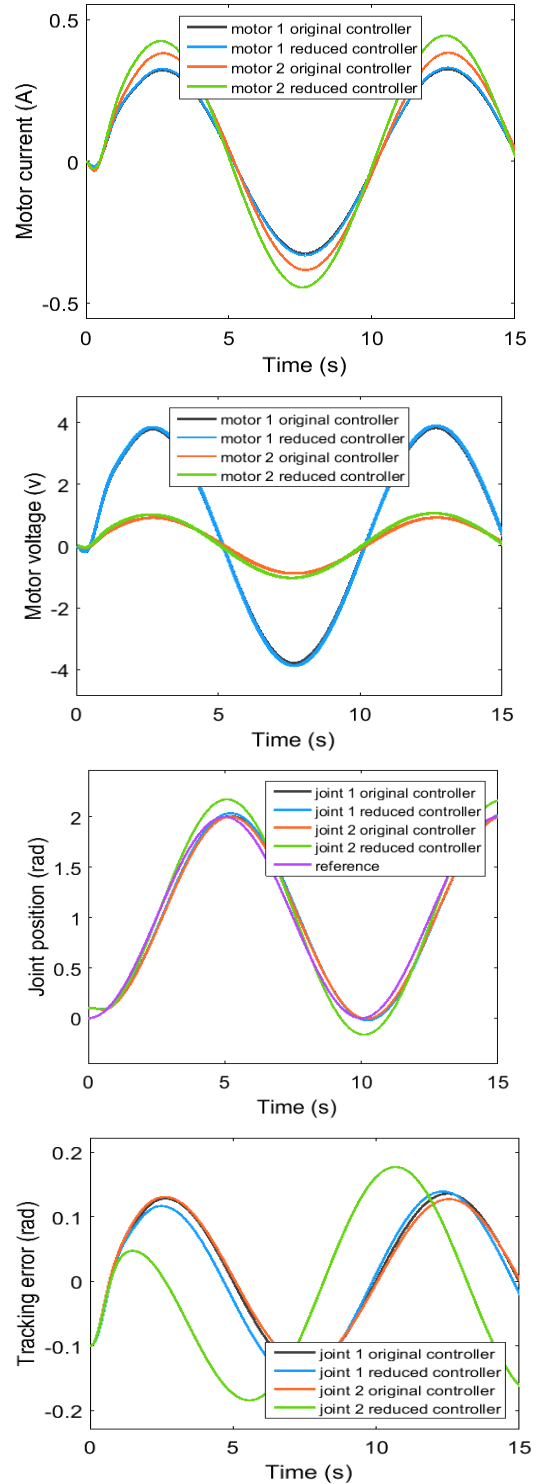 0.5
motor 1 original controller
motor 1 reduced controller
motor 2 original controller
motor 2 reduced controller
Motor current (A)
0
-0.5
0
5
10
15
Time (s)
4
motor 1 original controller
motor 1 reduced controller
motor 2 original controller
motor 2 reduced controller
2
Motor voltage (v)
0
-2
-4
0
5
10
15
Time (s)
joint 1 original controller
joint 1 reduced controller
joint 2 original controller
joint 2 reduced controller
reference
2
1.5
Joint position (rad)
1
0.5
0
0
5
10
15
Time (s)
0.2
0.1
Tracking error (rad)
0
-0.1
-0.2
joint 1 original controller
joint 1 reduced controller
joint 2 original controller
joint 2 reduced controller
0
5
10
15
Time (s)